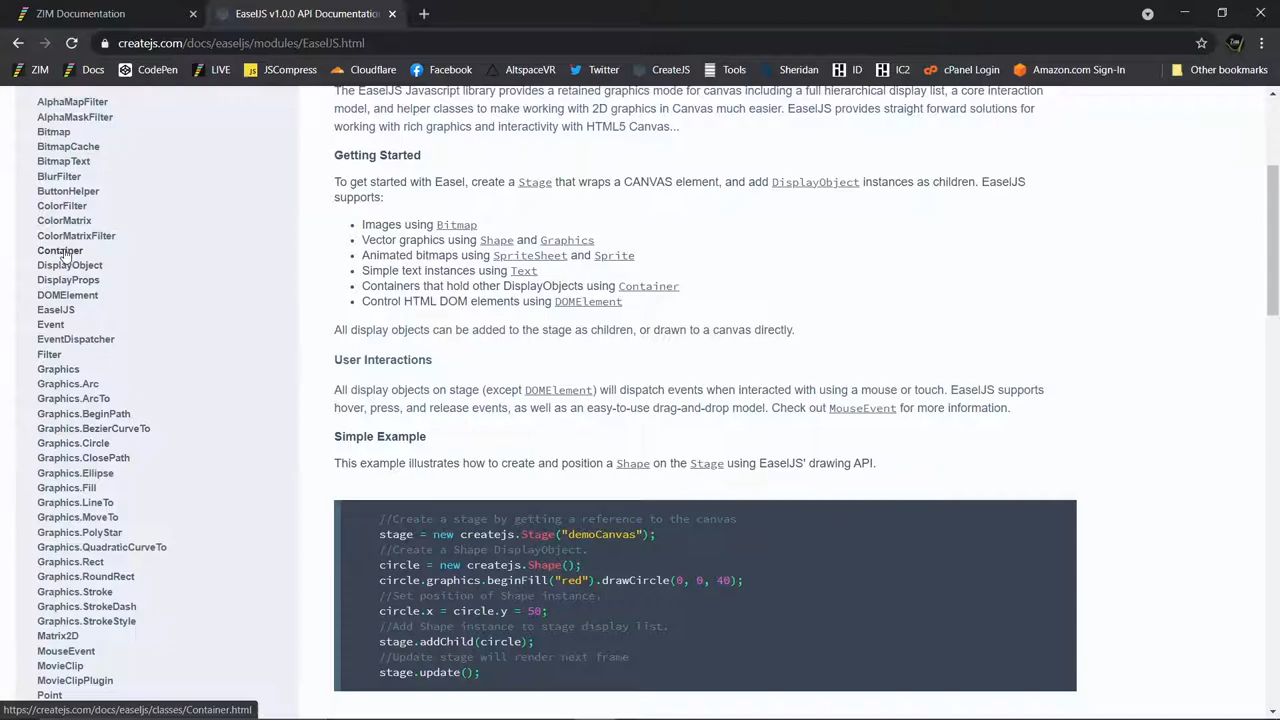 ZIM Documentation
EaselJS v1.0.0 API Documentation
createjs.com/docs/easeljs/modules/EaselJS.html
ZIM
Docs
CodePen
LIVE
JSCompress
Cloudflare
Facebook
AltspaceVR
Twitter
CreateJS
Tools
Sheridan
ID
IC2
cPanel Login
Amazon.com Sign-In
Other bookmarks
AlphaMapFilter
AlphaMaskFilter
Bitmap
BitmapCache
BitmapText
BlurFilter
ButtonHelper
ColorFilter
ColorMatrix
ColorMatrixFilter
Container
DisplayObject
DisplayProps
DOMElement
EaselJS
Event
EventDispatcher
Filter
Graphics
Graphics.Arc
Graphics.ArcTo
Graphics.BeginPath
Graphics.BezierCurveTo
Graphics.Circle
Graphics.ClosePath
Graphics.Ellipse
Graphics.Fill
Graphics.LineTo
Graphics.MoveTo
Graphics.PolyStar
Graphics.QuadraticCurveTo
Graphics.Rect
Graphics.RoundRect
Graphics.Stroke
Graphics.StrokeDash
Graphics.StrokeStyle
Matrix2D
MouseEvent
MovieClip
MovieClipPlugin
Point
The EaselJS Javascript library provides a retained graphics mode for canvas including a full hierarchical display list, a core interaction
model, and helper classes to make working with 2D graphics in Canvas much easier. EaselJS provides straight forward solutions for
working with rich graphics and interactivity with HTML5 Canvas...
Getting Started
To get started with Easel, create a Stage that wraps a CANVAS element, and add DisplayObject instances as children. EaselJS
supports:
• Images using Bitmap
• Vector graphics using Shape and Graphics
• Animated bitmaps using SpriteSheet and Sprite
• Simple text instances using Text
• Containers that hold other DisplayObjects using Container
• Control HTML DOM elements using DOMElement
All display objects can be added to the stage as children, or drawn to a canvas directly.
User Interactions
All display objects on stage (except DOMElement) will dispatch events when interacted with using a mouse or touch. EaselJS supports
hover, press, and release events, as well as an easy-to-use drag-and-drop model. Check out MouseEvent for more information.
Simple Example
This example illustrates how to create and position a Shape on the Stage using EaselJS' drawing API.
//Create a stage by getting a reference to the canvas
stage = new createjs.Stage("demoCanvas");
//Create a Shape DisplayObject.
circle = new createjs.Shape();
circle.graphics.beginFill("red").drawCircle(0, 0, 40);
//Set position of Shape instance.
circle.x = circle.y = 50;
//Add Shape instance to stage display list.
stage.addChild(circle);
//Update stage will render next frame
stage.update();
https://createjs.com/docs/easeljs/classes/Container.html